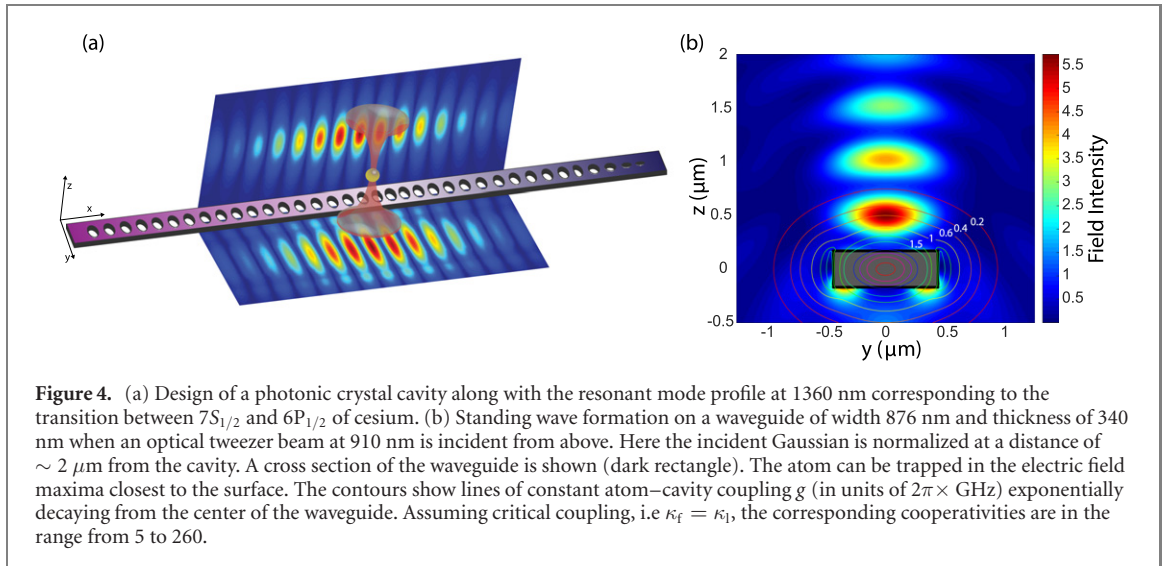 (a)
(b)
z
x
y
2
1.5
1
0.5
0
-0.5
z (μm)
-1
-0.5
0
0.5
1
y (μm)
1.5
1
0.6
0.4
0.2
5.5
5
4.5
4
3.5
3
2.5
2
1.5
1
0.5
Field Intensity
Figure 4. (a) Design of a photonic crystal cavity along with the resonant mode profile at 1360 nm corresponding to the
transition between 7S1/2 and 6P1/2 of cesium. (b) Standing wave formation on a waveguide of width 876 nm and thickness of 340
nm when an optical tweezer beam at 910 nm is incident from above. Here the incident Gaussian is normalized at a distance of
∼ 2 μm from the cavity. A cross section of the waveguide is shown (dark rectangle). The atom can be trapped in the electric field
maxima closest to the surface. The contours show lines of constant atom–cavity coupling g (in units of 2π× GHz) exponentially
decaying from the center of the waveguide. Assuming critical coupling, i.e κf = κl, the corresponding cooperativities are in the
range from 5 to 260.